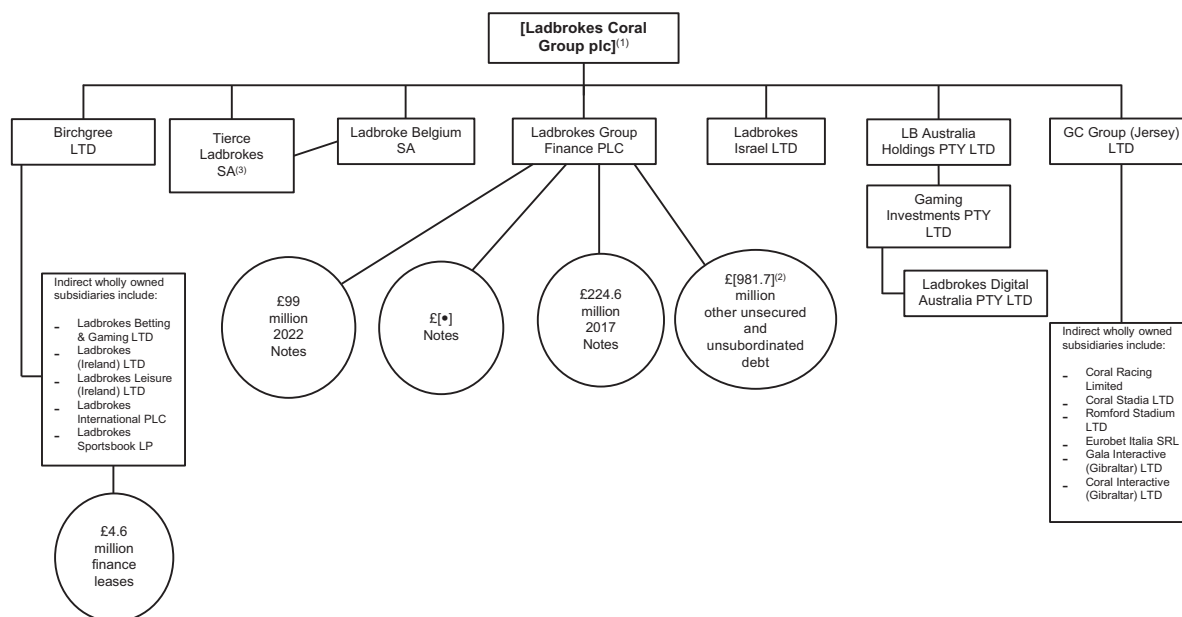 [Ladbrokes Coral
Group plc](1)
Birchgree
LTD
Tierce
Ladbrokes
SA(3)
Ladbroke Belgium
SA
Ladbrokes Group
Finance PLC
Ladbrokes
Israel LTD
LB Australia
Holdings PTY LTD
GC Group (Jersey)
LTD
Gaming
Investments PTY
LTD
Ladbrokes Digital
Australia PTY LTD
Indirect wholly owned
subsidiaries include:
- Ladbrokes Betting
& Gaming LTD
- Ladbrokes
(Ireland) LTD
- Ladbrokes Leisure
(Ireland) LTD
- Ladbrokes
International PLC
- Ladbrokes
Sportsbook LP
£99
million
2022
Notes
£[•]
Notes
£224.6
million
2017
Notes
£[981.7](2)
million
other unsecured
and
unsubordinated
debt
Indirect wholly owned
subsidiaries include:
- Coral Racing
Limited
- Coral Stadia LTD
- Romford Stadium
LTD
- Eurobet Italia SRL
- Gala Interactive
(Gibraltar) LTD
- Coral Interactive
(Gibraltar) LTD
£4.6
million
finance
leases